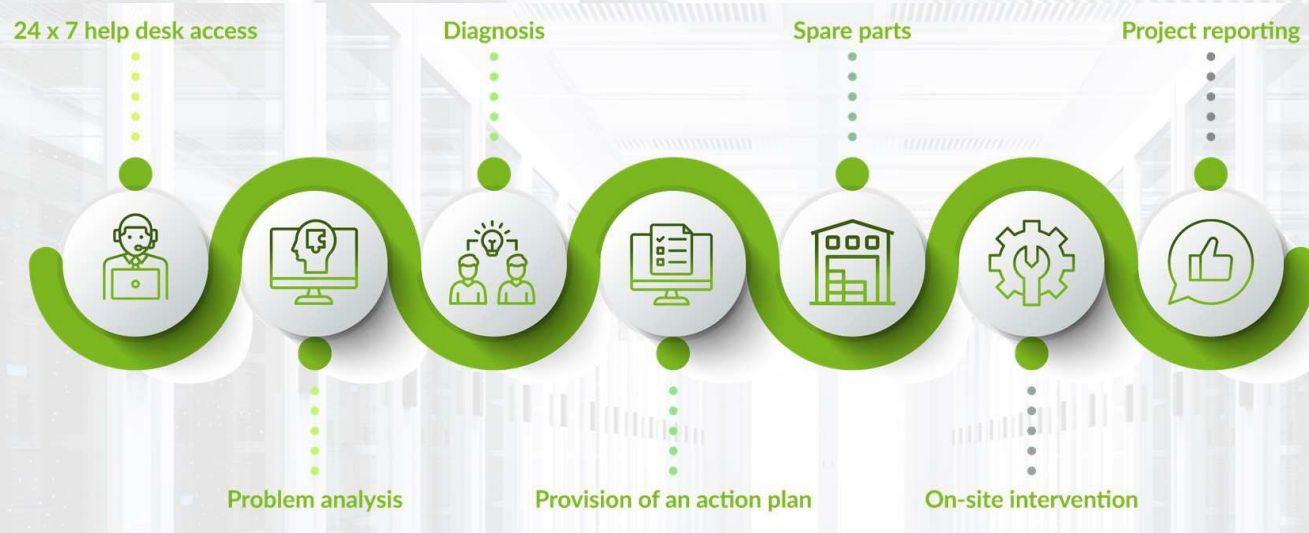 24 x 7 help desk access
Diagnosis
Spare parts
Project reporting
Problem analysis
Provision of an action plan
On-site intervention